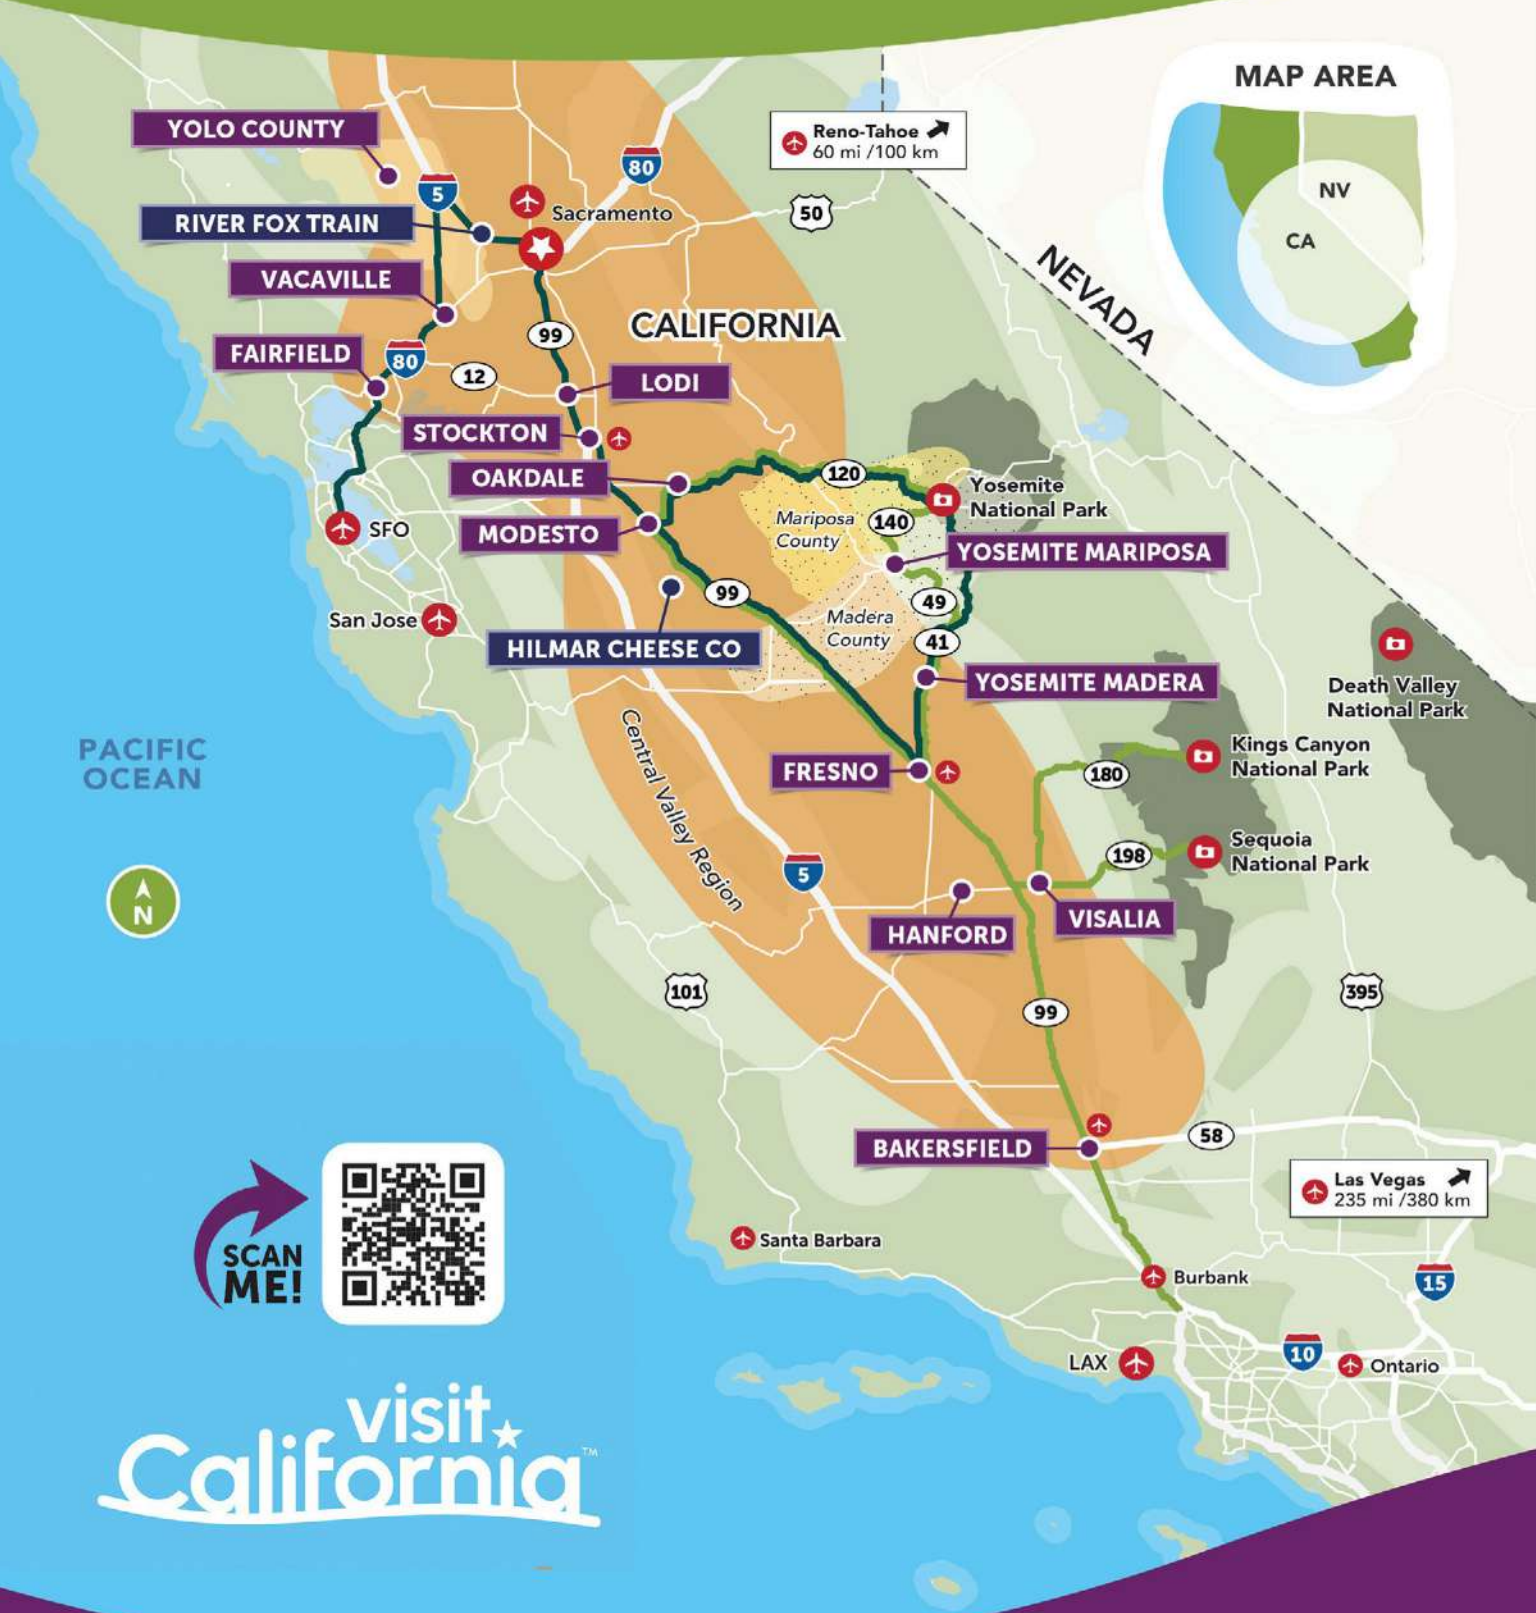 MAP AREA
NV
CA
YOLO COUNTY
Reno-Tahoe
60 mi /100 km
80
5
50
Sacramento
RIVER FOX TRAIN
NEVADA
VACAVILLE
CALIFORNIA
99
FAIRFIELD
80
12
LODI
STOCKTON
OAKDALE
120
Yosemite
National Park
Mariposa
County
140
SFO
MODESTO
YOSEMITE MARIPOSA
99
49
San Jose
Madera
County
41
HILMAR CHEESE CO
YOSEMITE MADERA
Death Valley
National Park
PACIFIC
OCEAN
Central Valley Region
FRESNO
180
Kings Canyon
National Park
5
198
Sequoia
National Park
N
HANFORD
VISALIA
101
99
395
BAKERSFIELD
58
Las Vegas
235 mi /380 km
SCAN
ME!
Santa Barbara
Burbank
15
LAX
10
Ontario
visit
California™